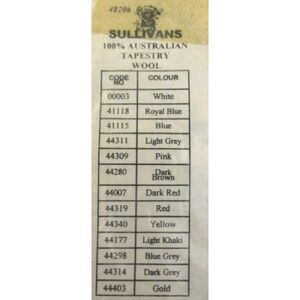 48206
SULLIVANS
100% AUSTRALIAN
TAPESTRY
WOOL
CODE NO COLOUR
00003 White
41118 Royal Blue
41115 Blue
44311 Light Grey
44309 Pink
44280 Dark Brown
44007 Dark Red
44319 Red
44340 Yellow
44177 Light Khaki
44298 Blue Grey
44314 Dark Grey
44403 Gold